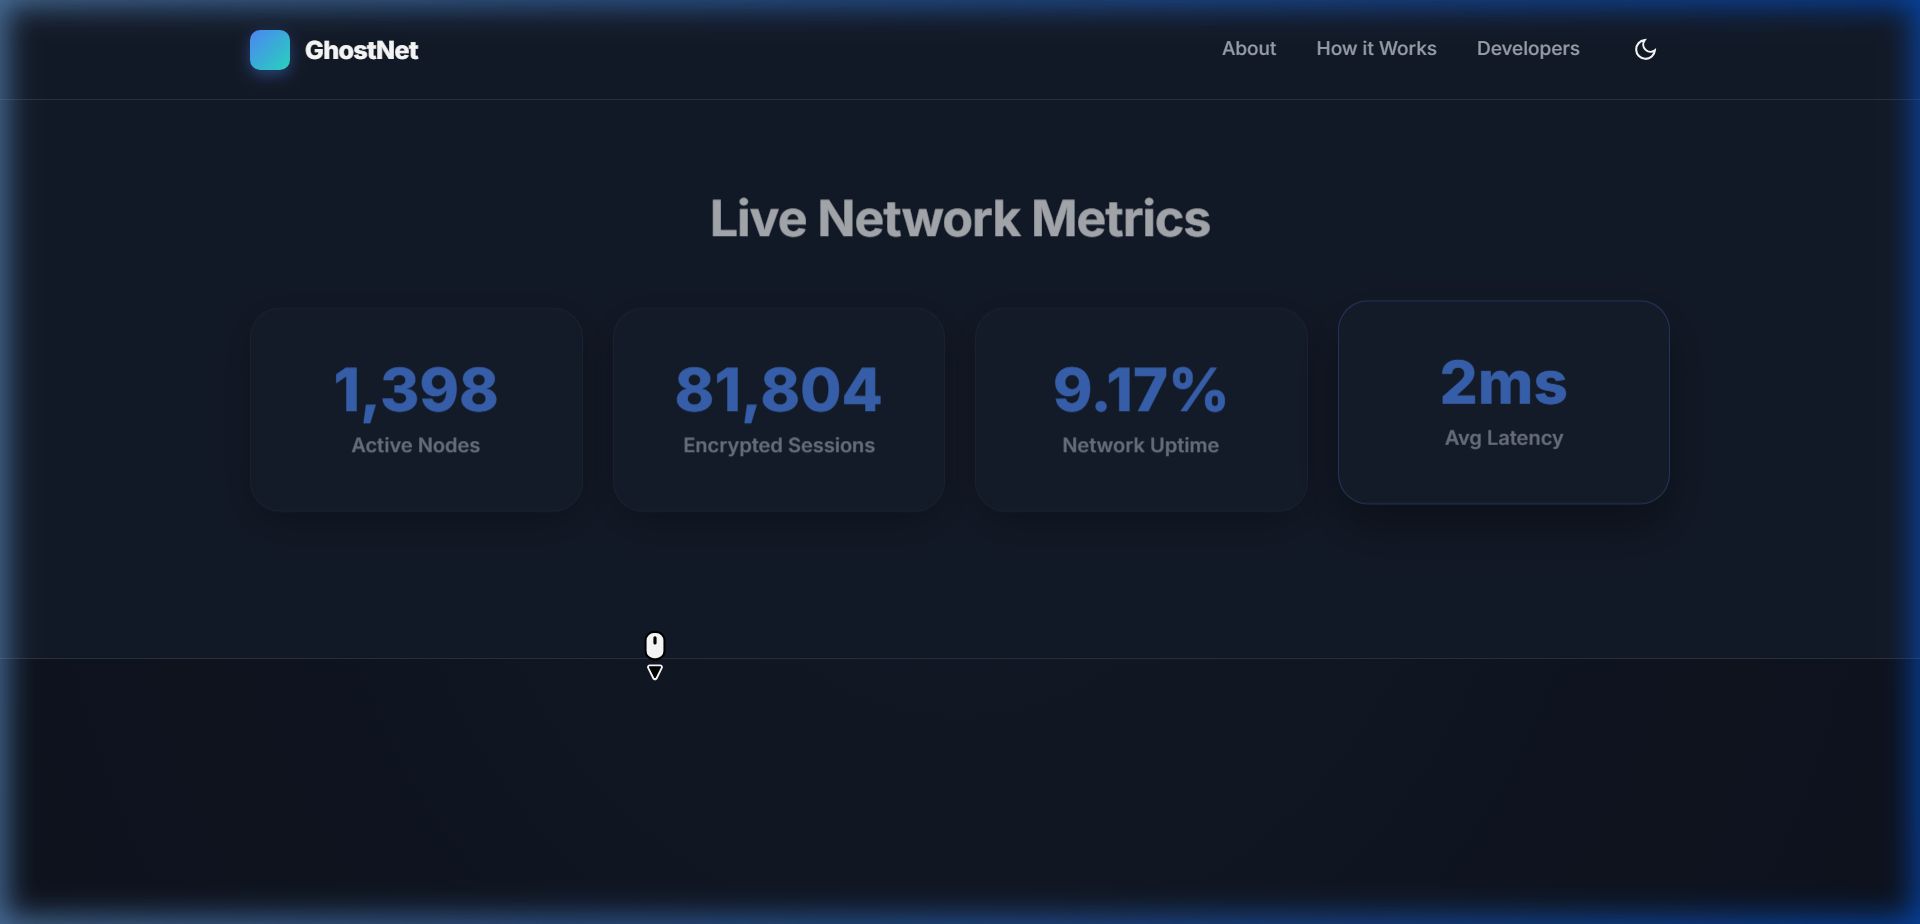 GhostNet
About
How it Works
Developers
Live Network Metrics
1,398
Active Nodes
81,804
Encrypted Sessions
9.17%
Network Uptime
2ms
Avg Latency